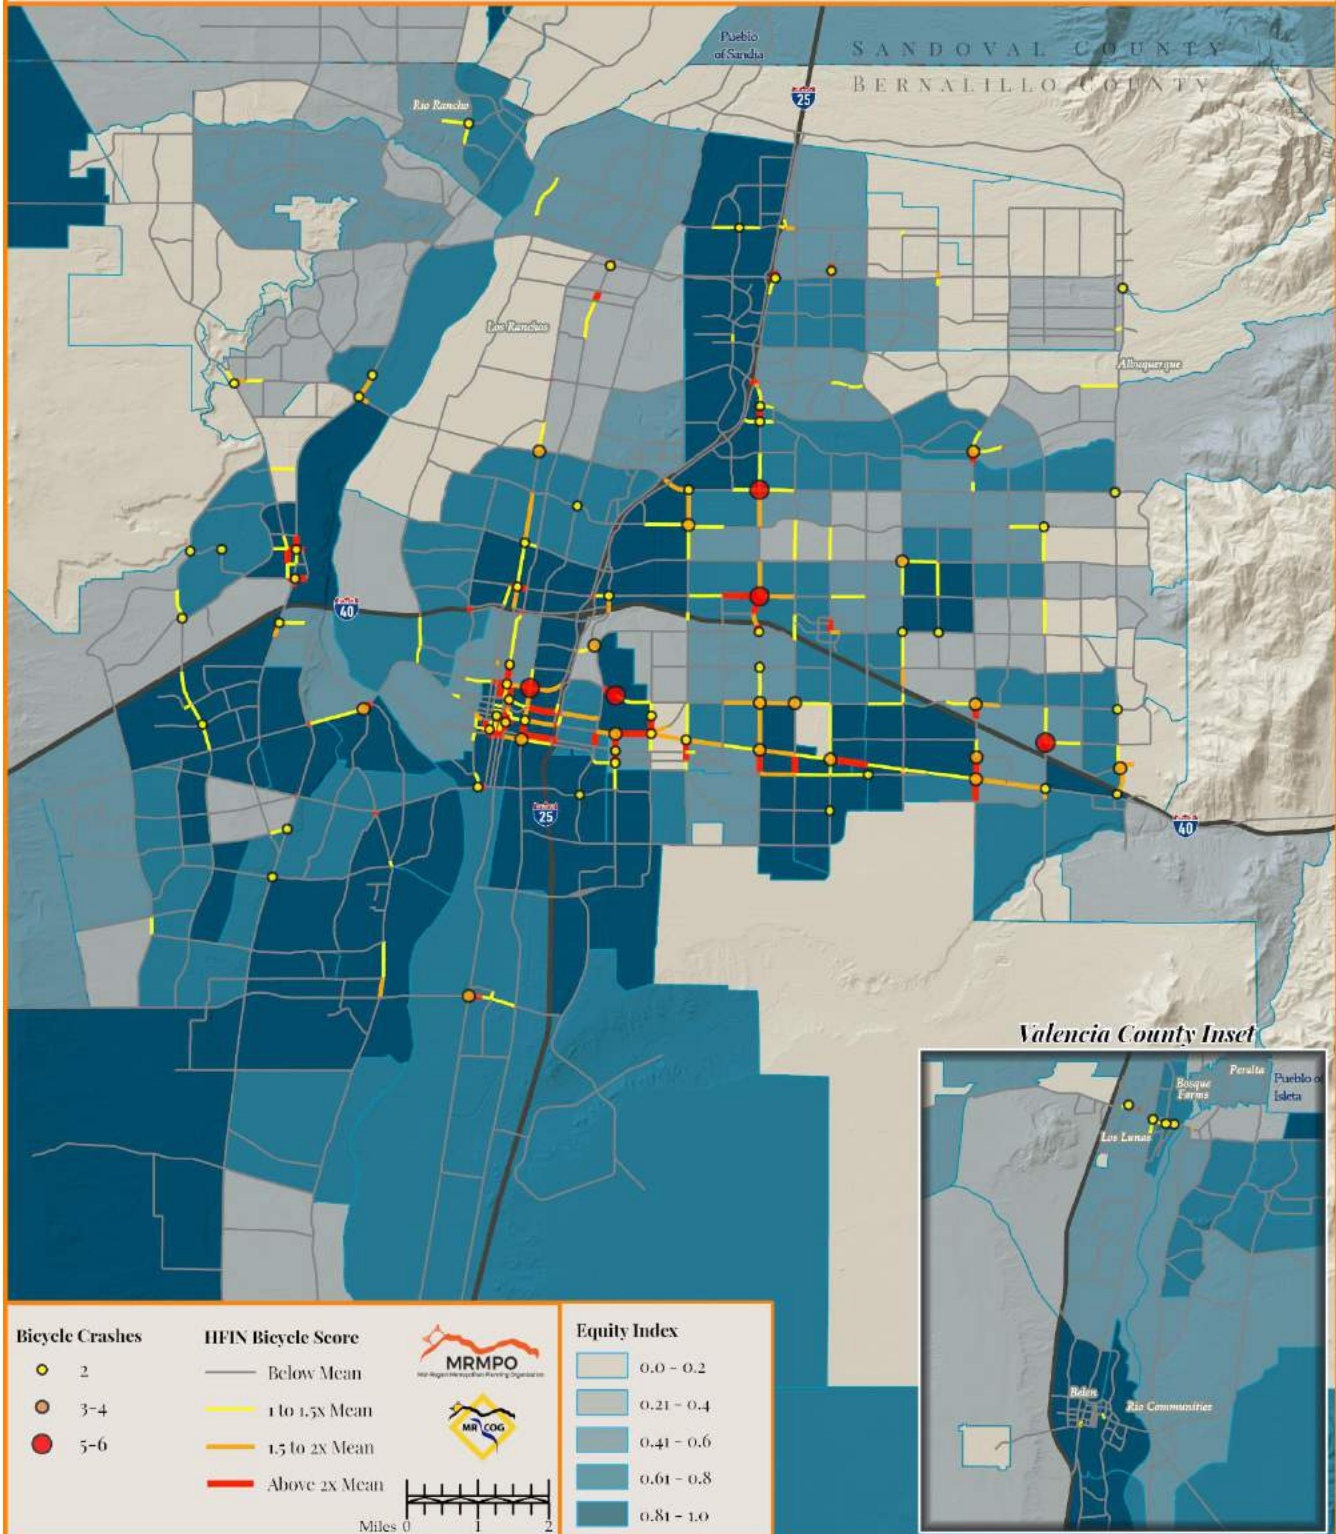 Pueblo
of Sandia
SANDOVAL COUNTY
BERNALILLO COUNTY
25
Rio Rancho
Los Ranchos
Albuquerque
40
25
40
Valencia County Inset
Peralta
Bosque
Farms
Pueblo of
Isleta
Los Lunas
Belen
Rio Communities
Bicycle Crashes
2
3-4
5-6
HFIN Bicycle Score
Below Mean
1 to 1.5x Mean
1.5 to 2x Mean
Above 2x Mean
MRMPO
Mid-Region Metropolitan Planning Organization
MR COG
Miles 0 1 2
Equity Index
0.0 - 0.2
0.21 - 0.4
0.41 - 0.6
0.61 - 0.8
0.81 - 1.0